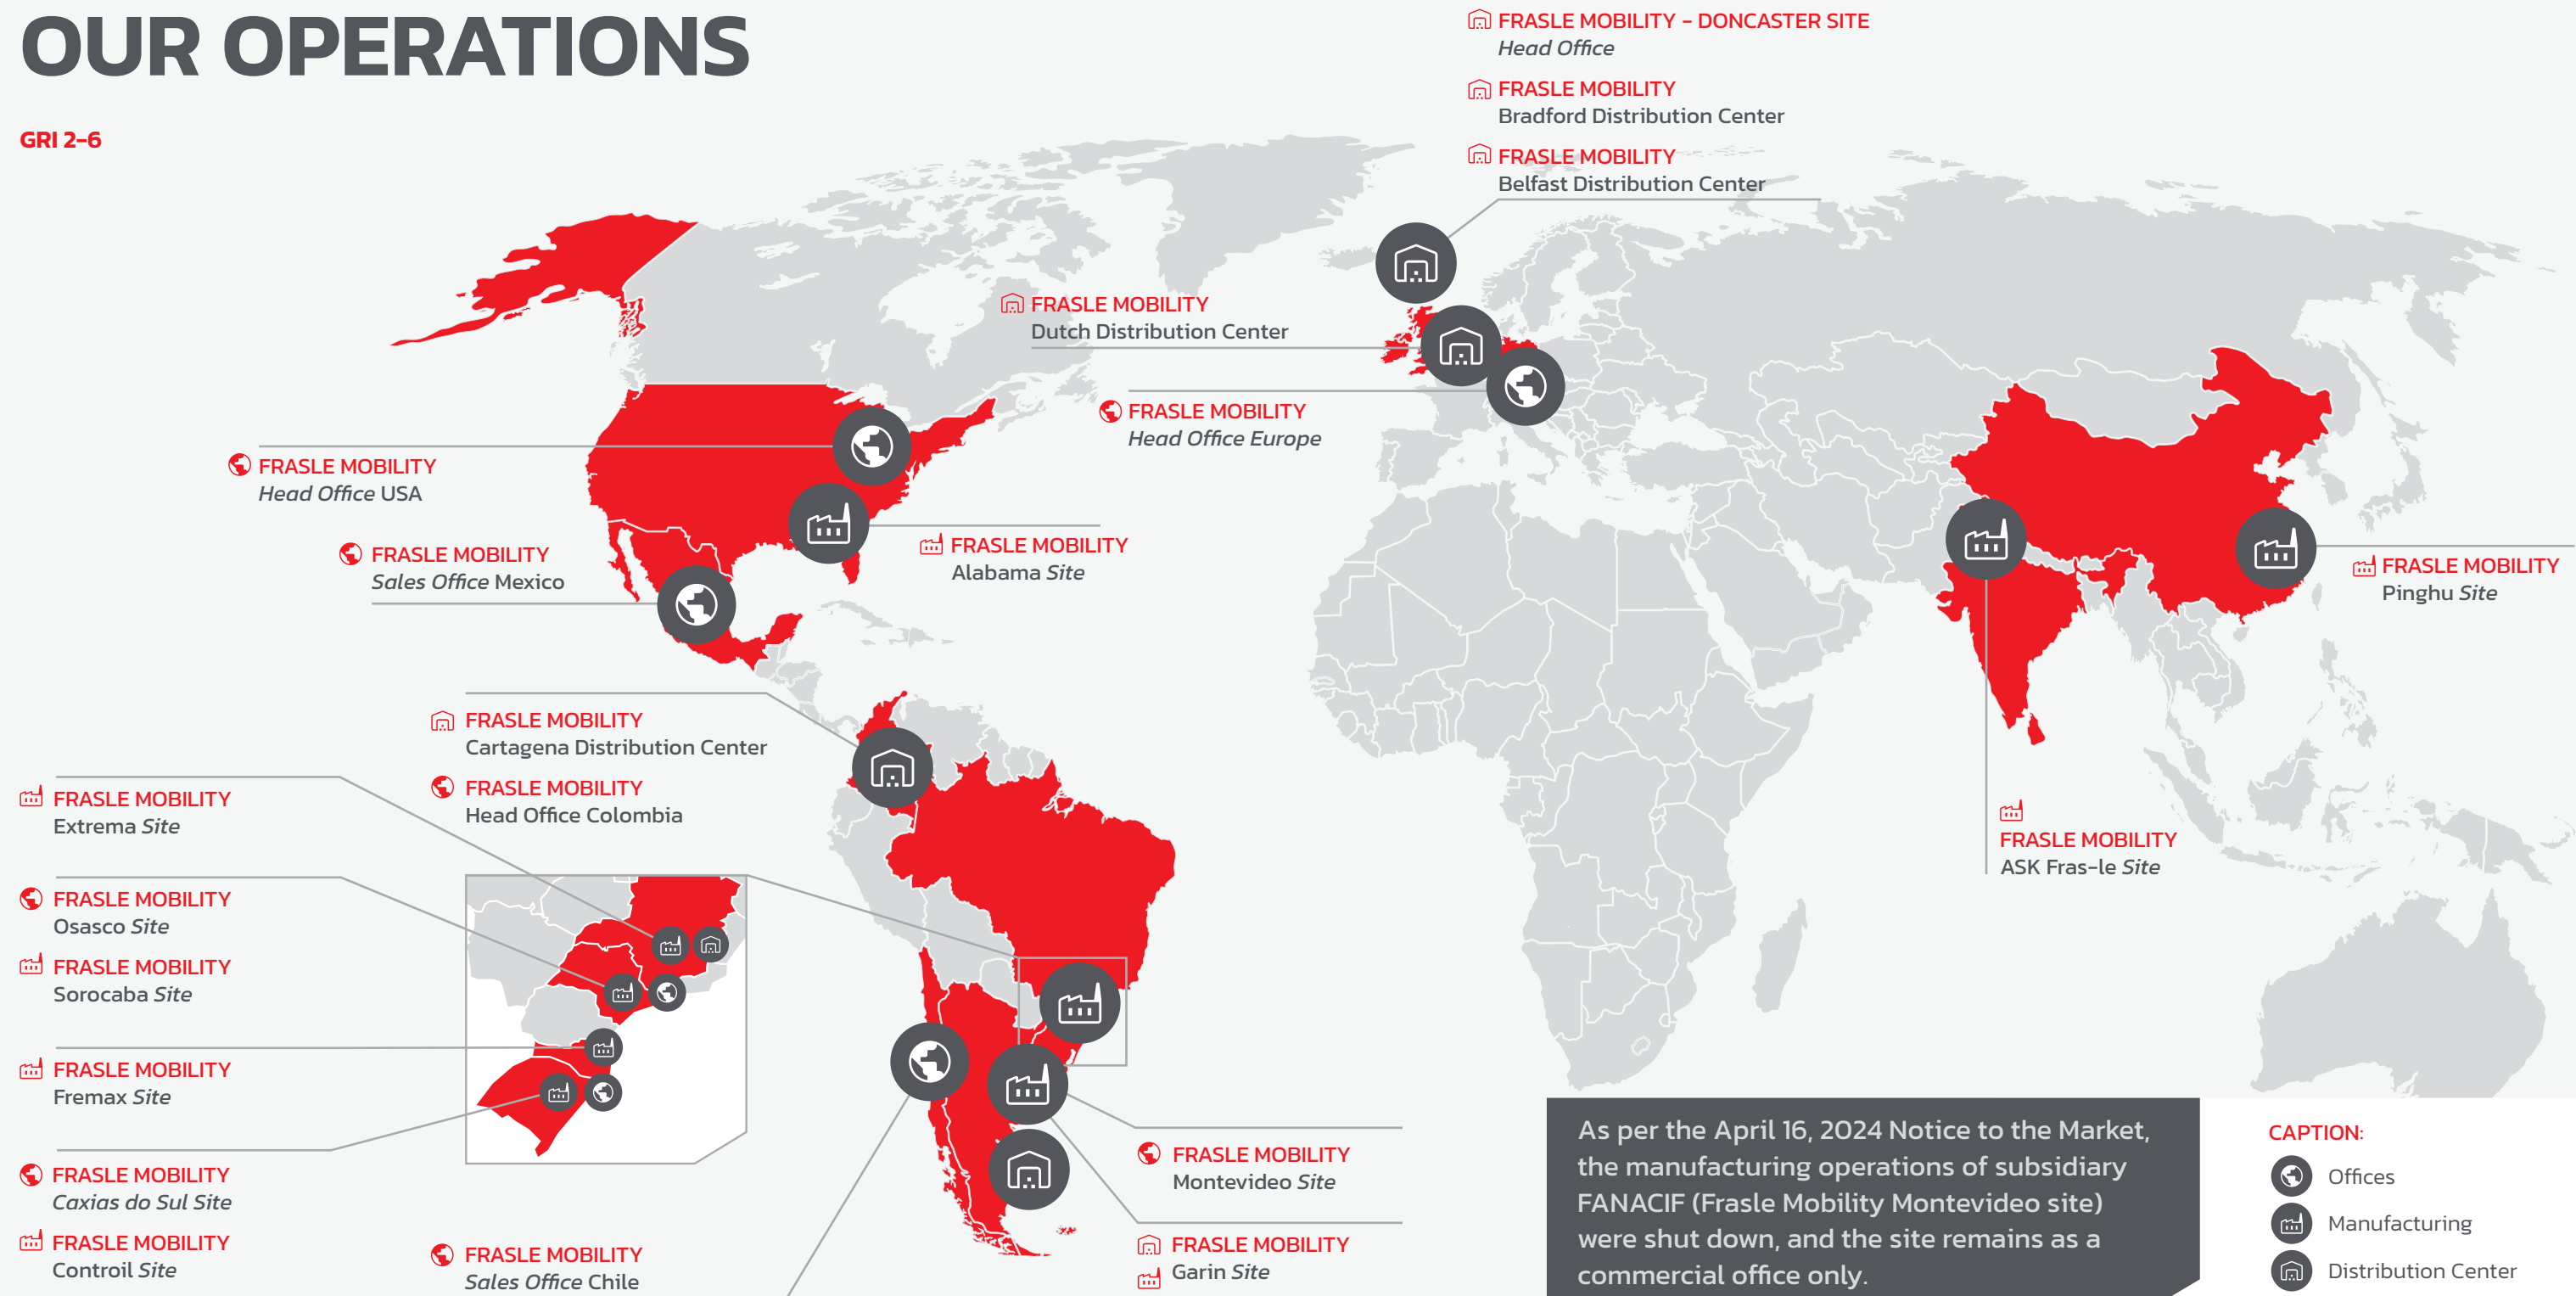 OUR OPERATIONS
GRI 2-6
FRASLE MOBILITY - DONCASTER SITE
Head Office
FRASLE MOBILITY
Bradford Distribution Center
FRASLE MOBILITY
Belfast Distribution Center
FRASLE MOBILITY
Dutch Distribution Center
FRASLE MOBILITY
Head Office Europe
FRASLE MOBILITY
Head Office USA
FRASLE MOBILITY
Sales Office Mexico
FRASLE MOBILITY
Alabama Site
FRASLE MOBILITY
Pinghu Site
FRASLE MOBILITY
ASK Fras-le Site
FRASLE MOBILITY
Cartagena Distribution Center
FRASLE MOBILITY
Head Office Colombia
FRASLE MOBILITY
Extrema Site
FRASLE MOBILITY
Osasco Site
FRASLE MOBILITY
Sorocaba Site
FRASLE MOBILITY
Fremax Site
FRASLE MOBILITY
Caxias do Sul Site
FRASLE MOBILITY
Controil Site
FRASLE MOBILITY
Sales Office Chile
FRASLE MOBILITY
Montevideo Site
FRASLE MOBILITY
Garin Site
As per the April 16, 2024 Notice to the Market,
the manufacturing operations of subsidiary
FANACIF (Frasle Mobility Montevideo site)
were shut down, and the site remains as a
commercial office only.
CAPTION:
Offices
Manufacturing
Distribution Center